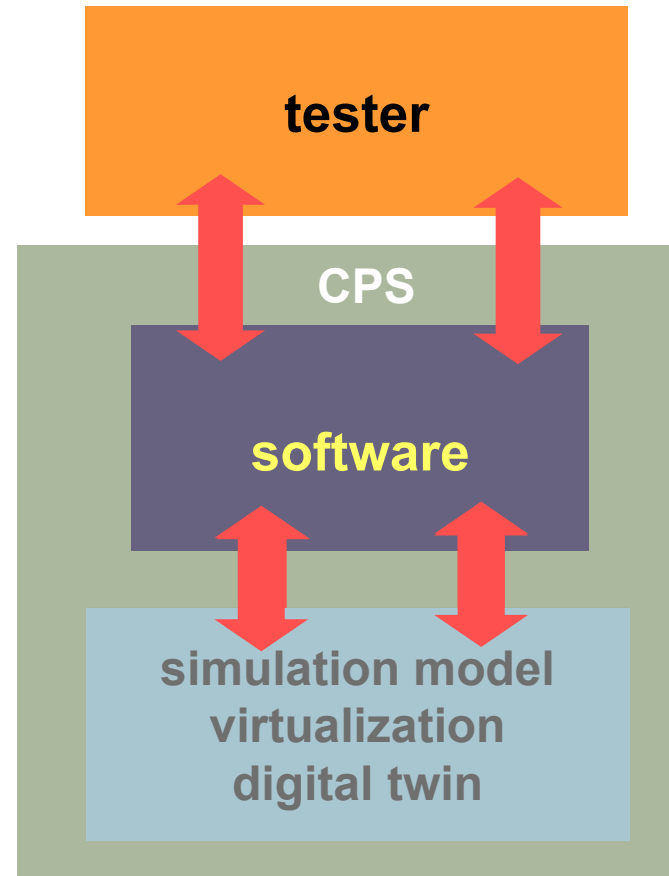 tester
CPS
software
simulation model
virtualization
digital twin